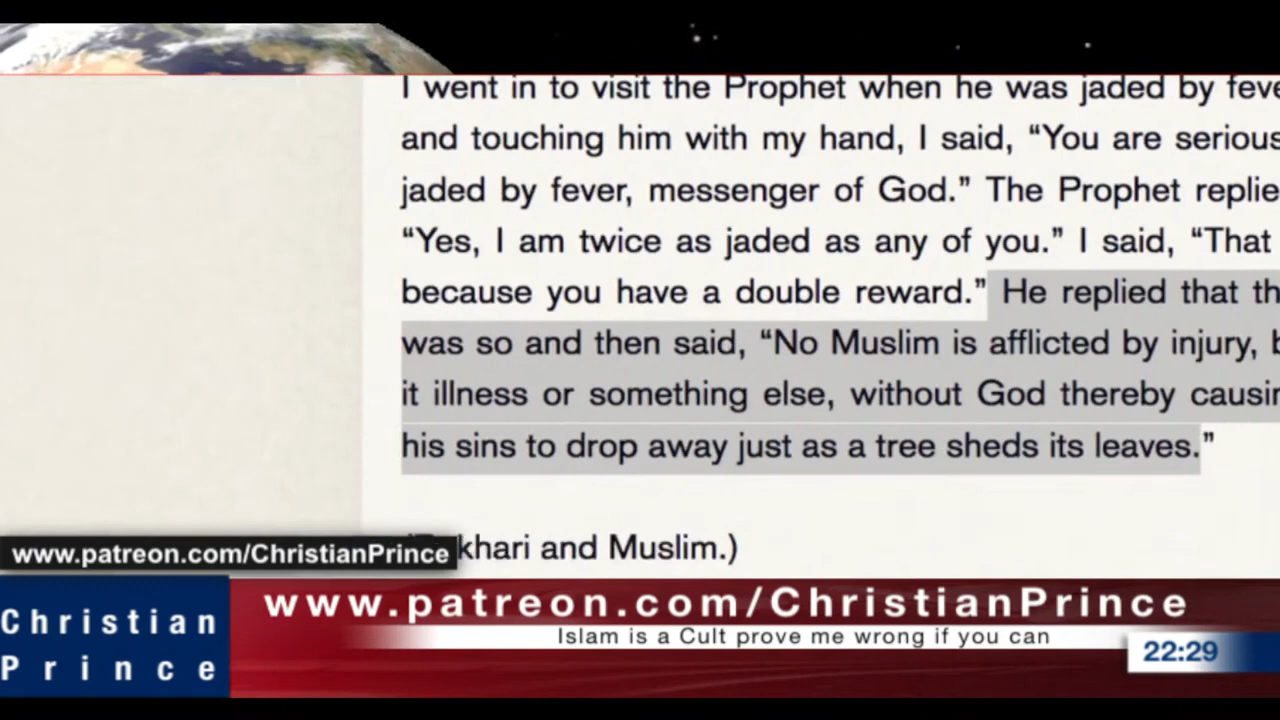 I went in to visit the Prophet when he was jaded by feve
and touching him with my hand, I said, “You are serious
jaded by fever, messenger of God.” The Prophet replie
“Yes, I am twice as jaded as any of you.” I said, “That
because you have a double reward.” He replied that th
was so and then said, “No Muslim is afflicted by injury, b
it illness or something else, without God thereby causin
his sins to drop away just as a tree sheds its leaves.”
khari and Muslim.)
www.patreon.com/ChristianPrince
www.patreon.com/ChristianPrince
Islam is a Cult prove me wrong if you can
Christian
Prince
22:29